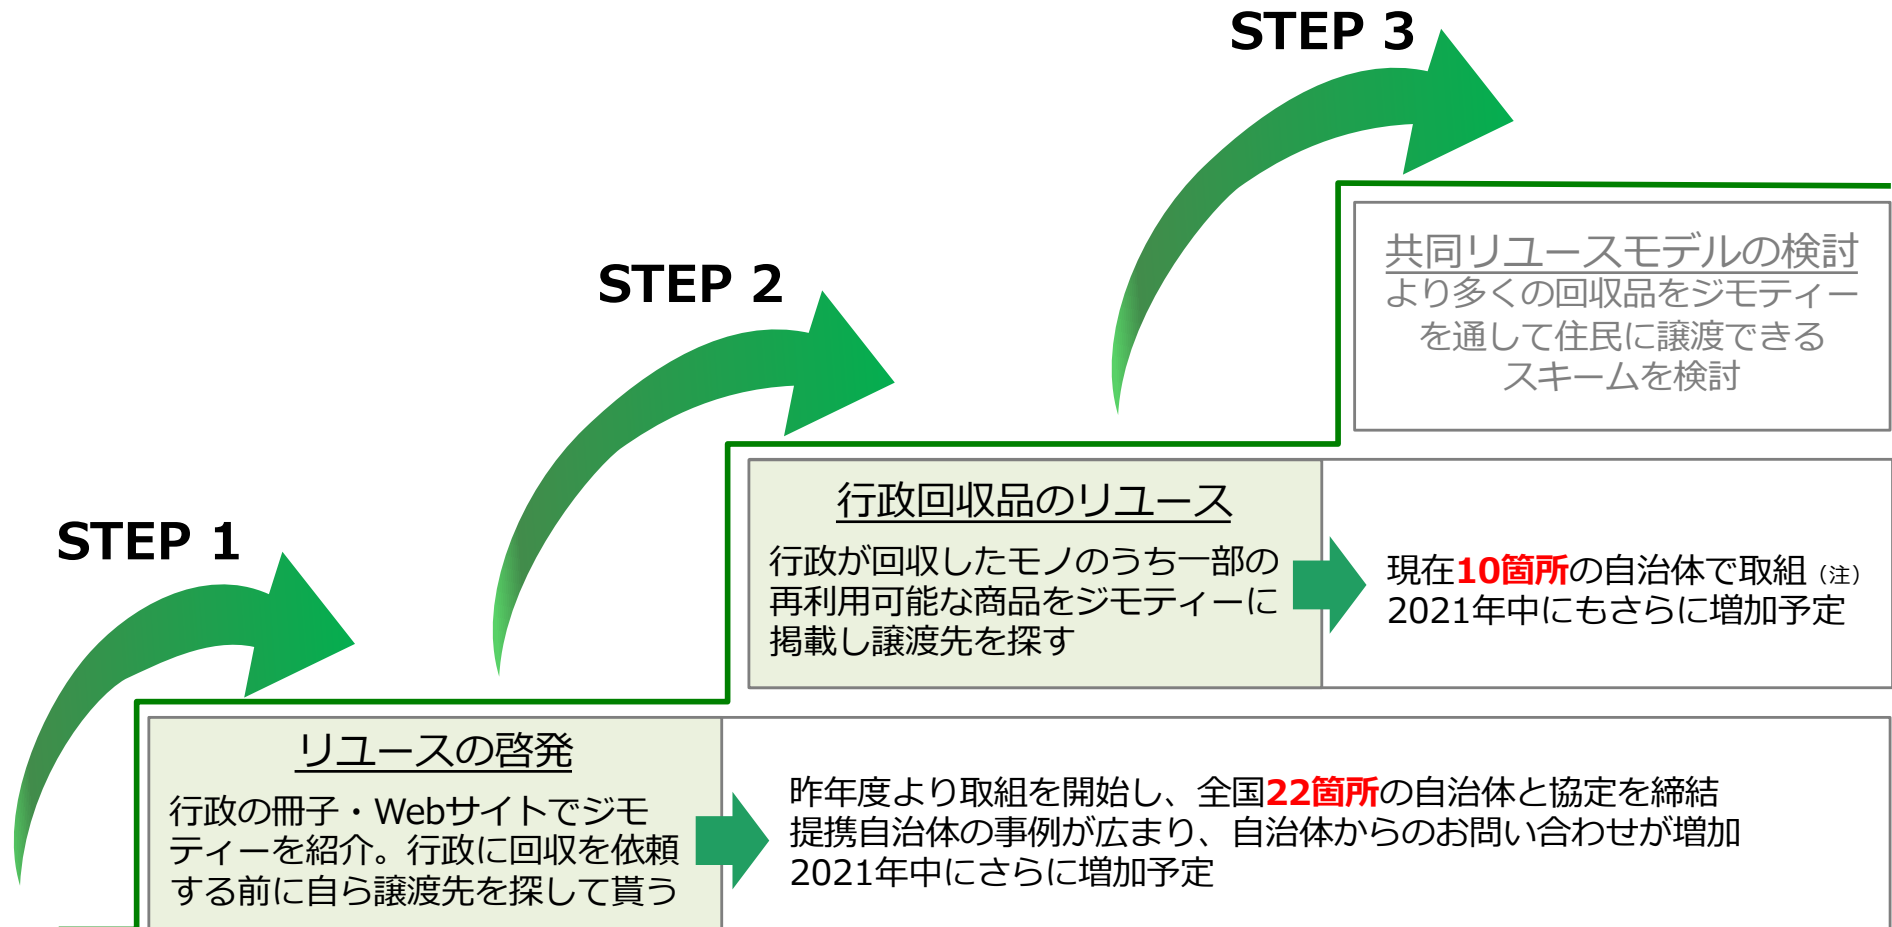 STEP 3
共同リユースモデルの検討
より多くの回収品をジモティー
を通して住民に譲渡できる
スキームを検討
STEP 2
行政回収品のリユース
行政が回収したモノのうち一部の
再利用可能な商品をジモティーに
掲載し譲渡先を探す
現在10箇所の自治体で取組（注）
2021年中にもさらに増加予定
STEP 1
リユースの啓発
行政の冊子・Webサイトでジモ
ティーを紹介。行政に回収を依頼
する前に自ら譲渡先を探して貰う
昨年度より取組を開始し、全国22箇所の自治体と協定を締結
提携自治体の事例が広まり、自治体からのお問い合わせが増加
2021年中にさらに増加予定